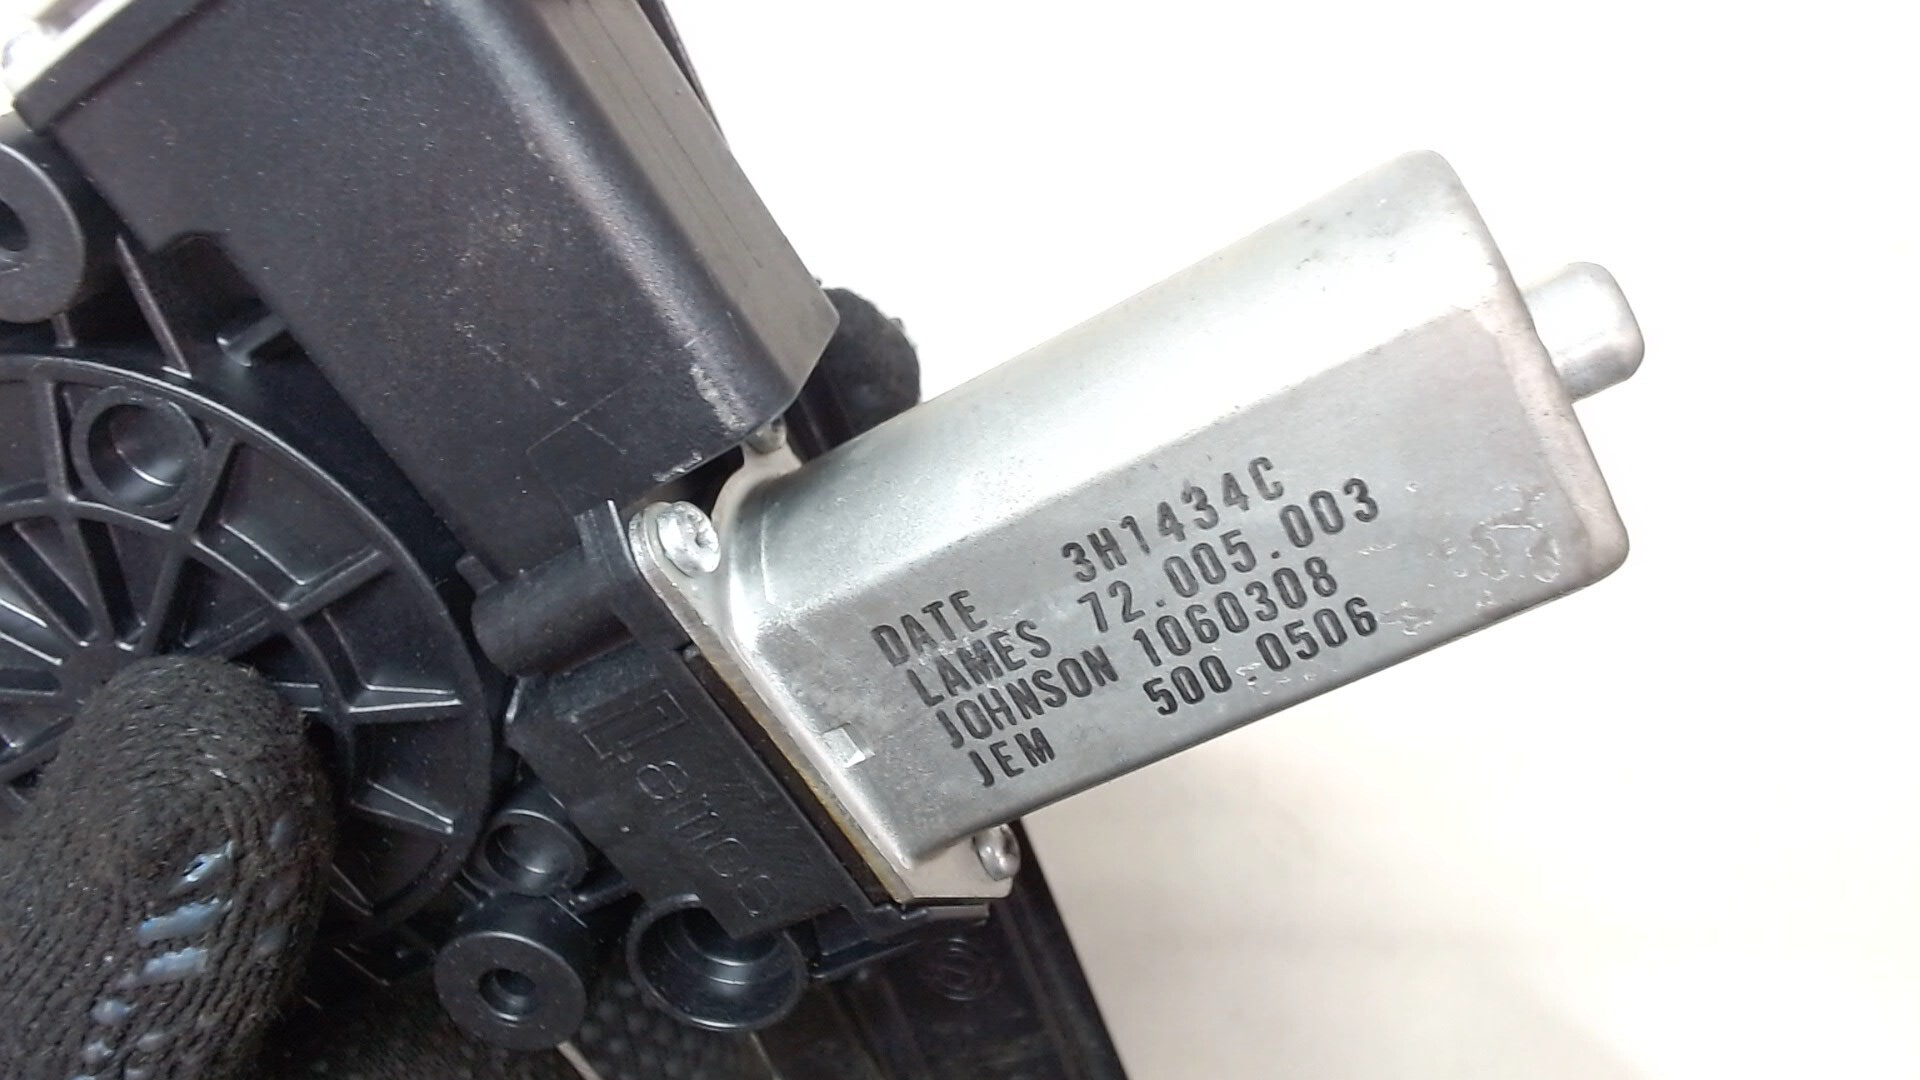 DATE 3H1434C
LAMES 72.005.003
JOHNSON 1060308
JEM 500.0506
Lames